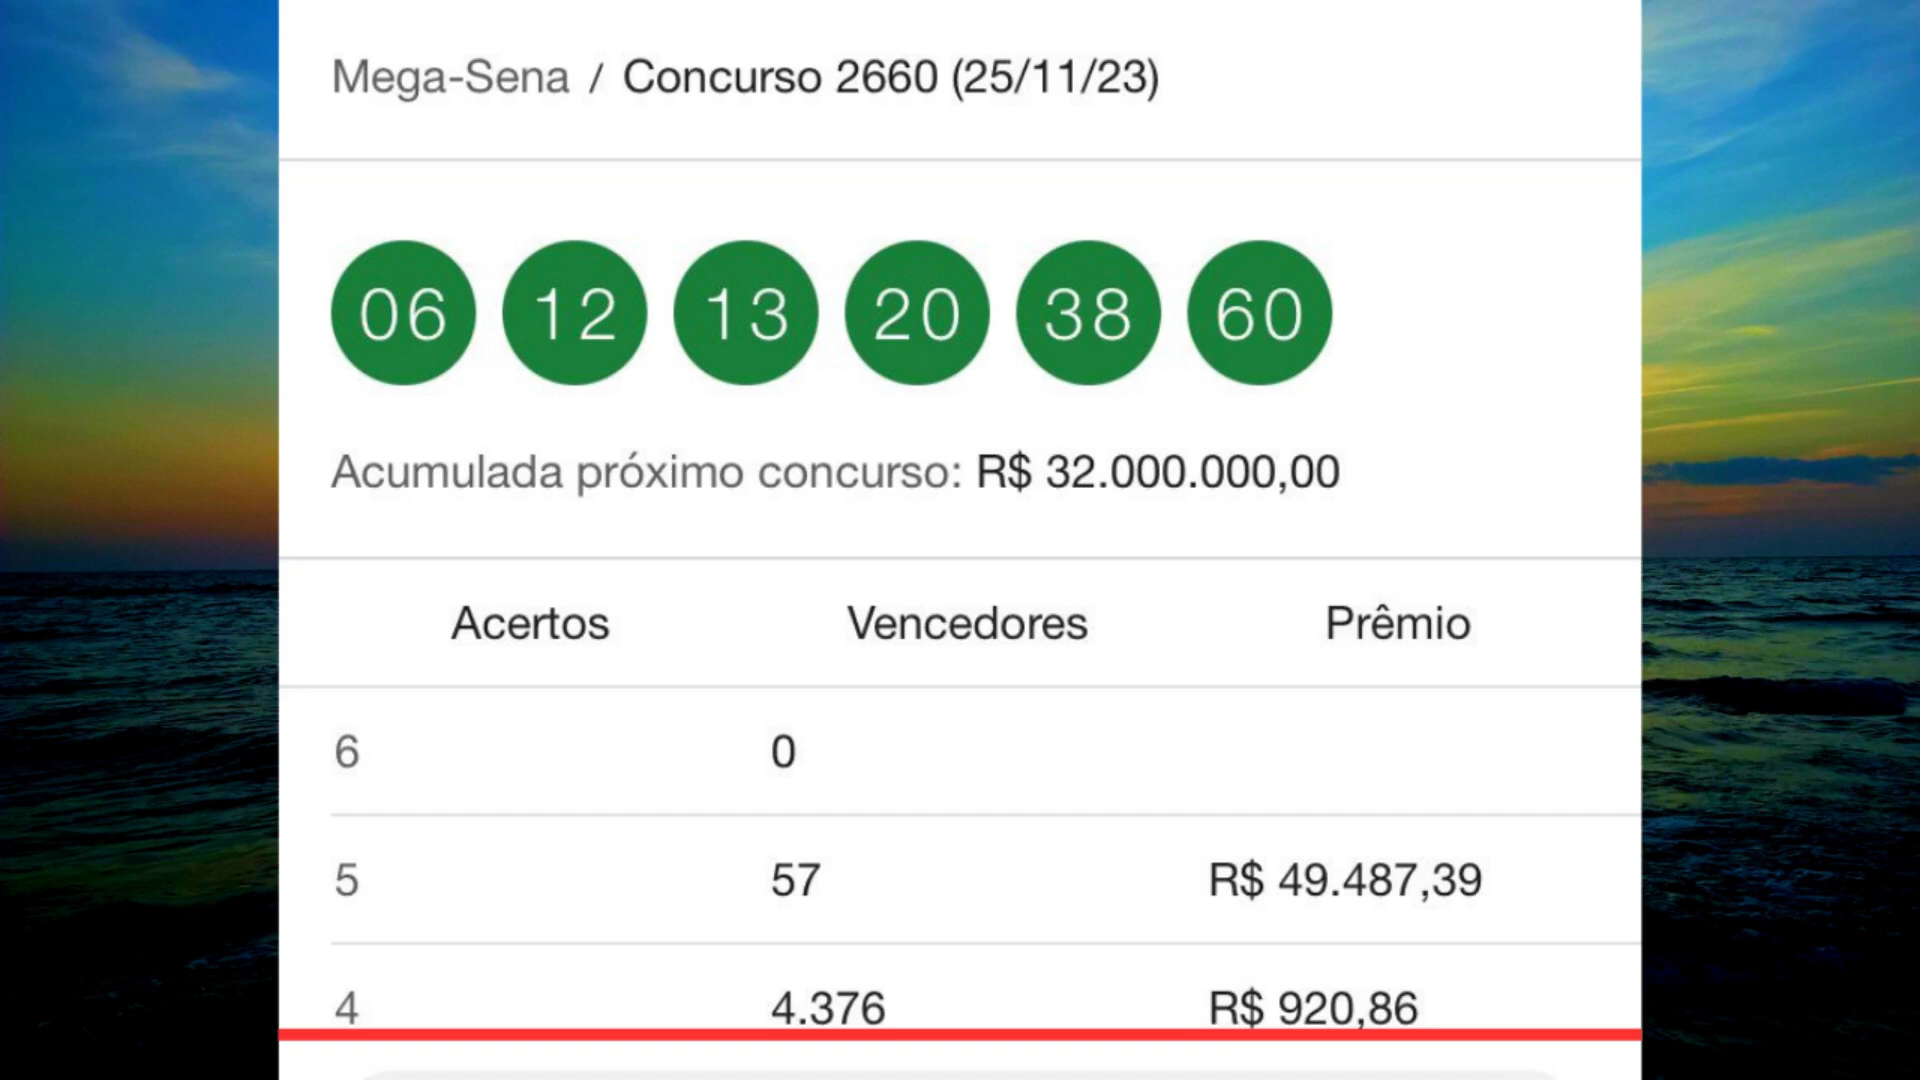 Mega-Sena / Concurso 2660 (25/11/23)
06 12 13 20 38 60
Acumulada próximo concurso: R$ 32.000.000,00
Acertos Vencedores Prêmio
6 0
5 57 R$ 49.487,39
4 4.376 R$ 920,86